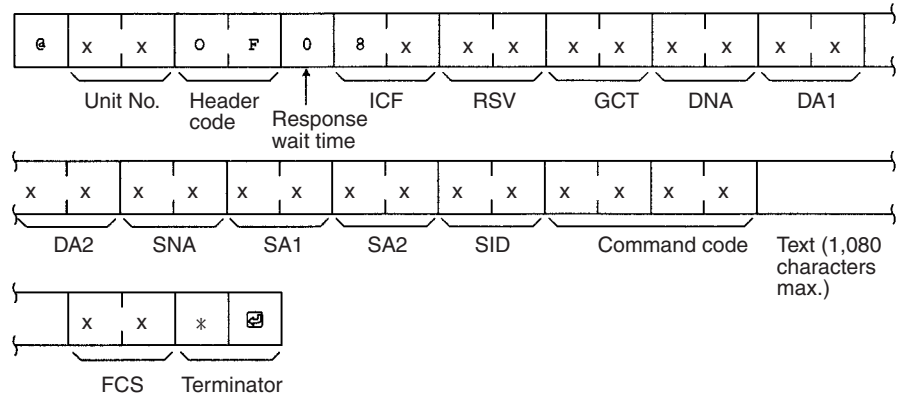 @ x x O F 0 8 x x x x x x x x x
Unit No. Header code Response wait time ICF RSV GCT DNA DA1
x x x x x x x x x x x x x x
DA2 SNA SA1 SA2 SID Command code Text (1,080 characters max.)
x x * ↵
FCS Terminator